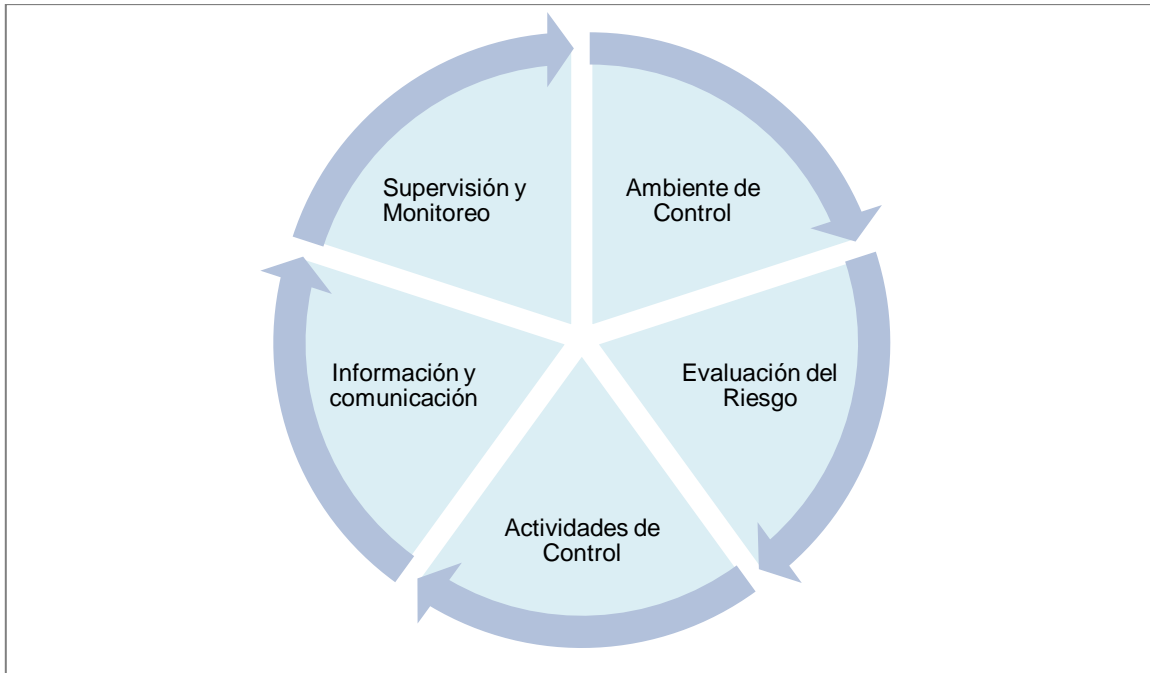 Supervisión y
Monitoreo
Ambiente de
Control
Información y
comunicación
Evaluación del
Riesgo
Actividades de
Control